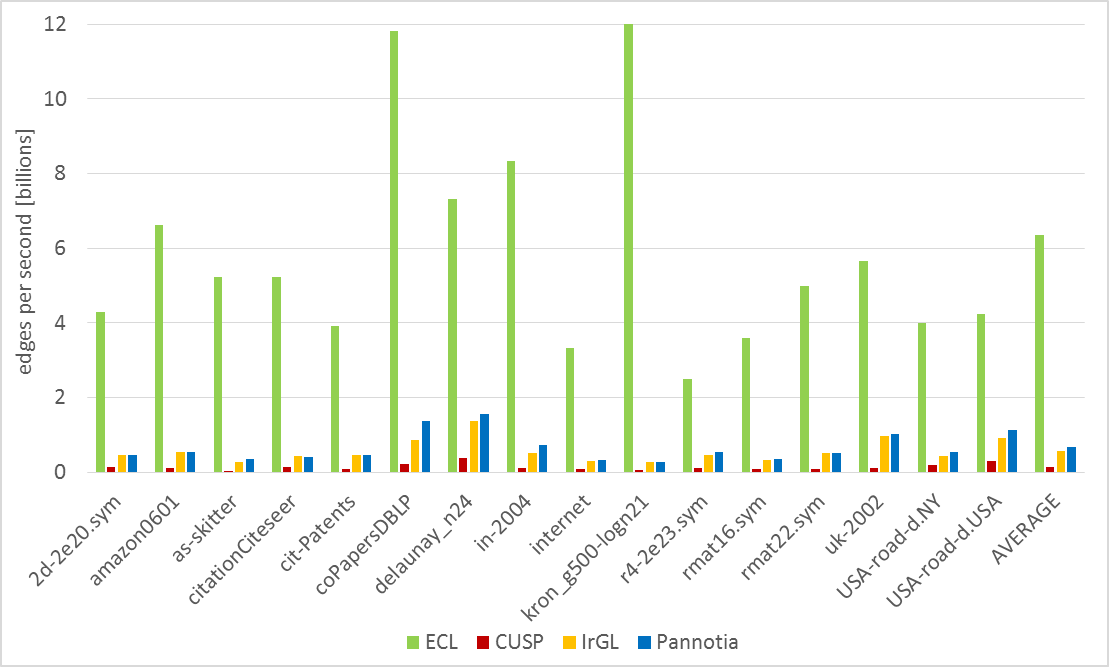 12
10
8
6
4
2
0
edges per second [billions]
2d-2e20.sym
amazon0601
as-skitter
citationCiteseer
cit-Patents
coPapersDBLP
delaunay_n24
in-2004
internet
kron_g500-logn21
r4-2e23.sym
rmat16.sym
rmat22.sym
uk-2002
USA-road-d.NY
USA-road-d.USA
AVERAGE
ECL CUSP IrGL Pannotia